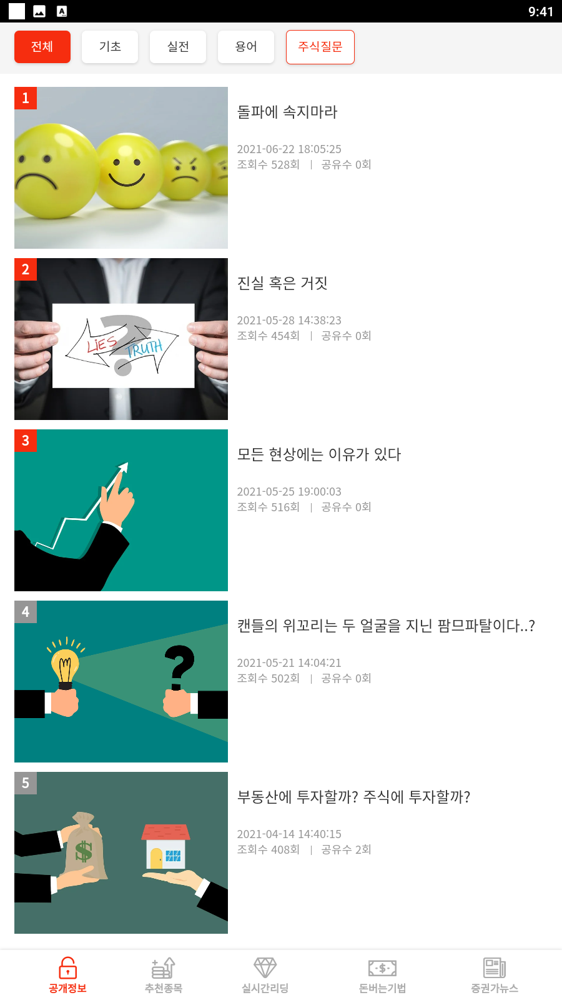 9:41
전체
기초
실전
용어
주식질문
1
돌파에 속지마라
2021-06-22 18:05:25
조회수 528회 | 공유수 0회
2
진실 혹은 거짓
LIES ? TRUTH
2021-05-28 14:38:23
조회수 454회 | 공유수 0회
3
모든 현상에는 이유가 있다
2021-05-25 19:00:03
조회수 516회 | 공유수 0회
4
캔들의 위꼬리는 두 얼굴을 지닌 팜므파탈이다..?
2021-05-21 14:04:21
조회수 502회 | 공유수 0회
5
부동산에 투자할까? 주식에 투자할까?
2021-04-14 14:40:15
조회수 408회 | 공유수 2회
$
공개정보
추천종목
실시간리딩
돈버는기법
증권가뉴스